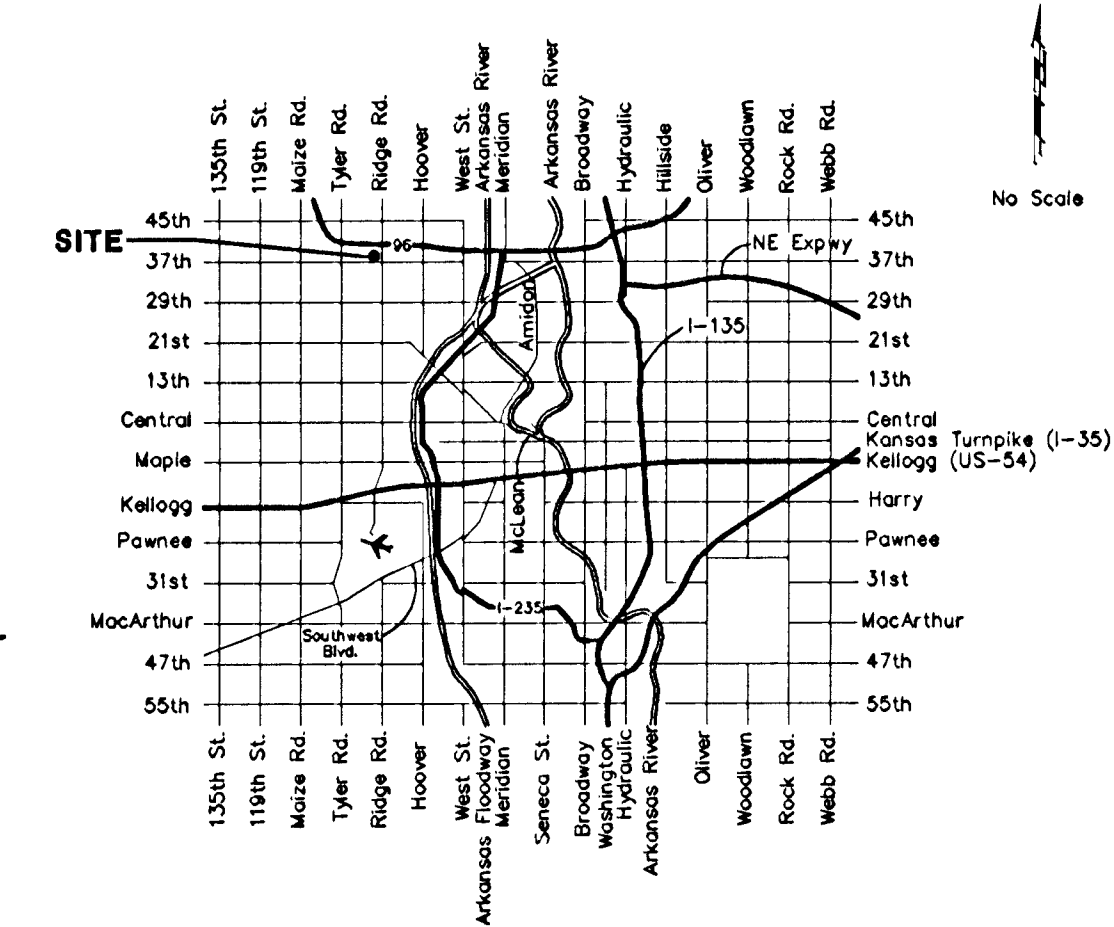 135th St.
119th St.
Maize Rd.
Tyler Rd.
Ridge Rd.
Hoover
West St.
Arkansas River
Meridian
Arkansas River
Broadway
Hydraulic
Hillside
Oliver
Woodlawn
Rock Rd.
Webb Rd.
No Scale
SITE
45th
37th
29th
21st
13th
Central
Maple
Kellogg
Pawnee
31st
MacArthur
47th
55th
96
NE Expwy
Amidon
I-135
McLean
I-235
Southwest
Blvd.
45th
37th
29th
21st
13th
Central
Kansas Turnpike (I-35)
Kellogg (US-54)
Harry
Pawnee
31st
MacArthur
47th
55th
135th St.
119th St.
Maize Rd.
Tyler Rd.
Ridge Rd.
Hoover
West St.
Arkansas Floodway
Meridian
Seneca St.
Broadway
Washington
Hydraulic
Arkansas River
Oliver
Woodlawn
Rock Rd.
Webb Rd.